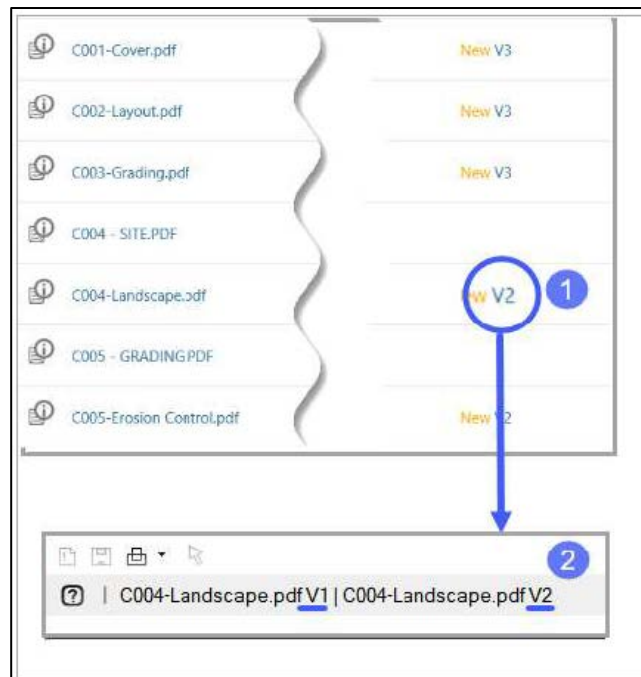 C001-Cover.pdf New V3
C002-Layout.pdf New V3
C003-Grading.pdf New V3
C004 - SITE.PDF
C004-Landscape.pdf ew V2 1
C005 - GRADING.PDF
C005-Erosion Control.pdf New V2
2
C004-Landscape.pdf V1 | C004-Landscape.pdf V2